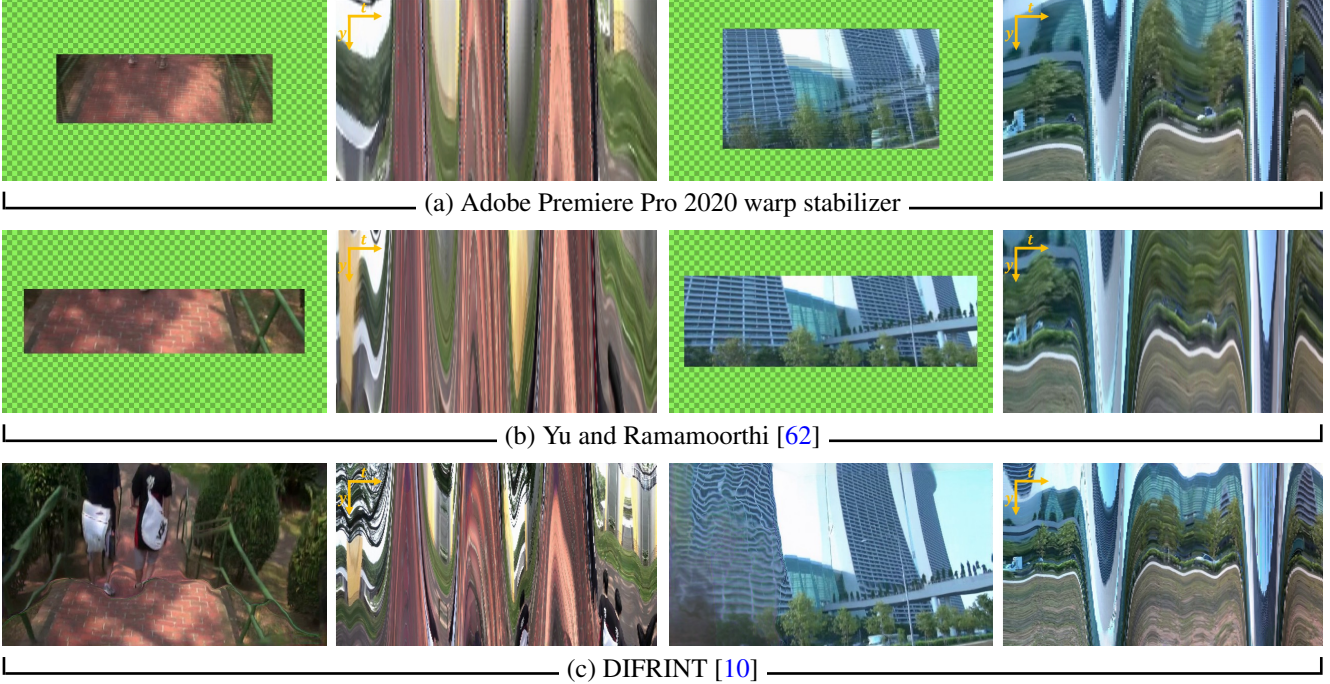 t
y
t
y
(a) Adobe Premiere Pro 2020 warp stabilizer
t
y
t
y
(b) Yu and Ramamoorthi [62]
t
y
t
y
(c) DIFRINT [10]